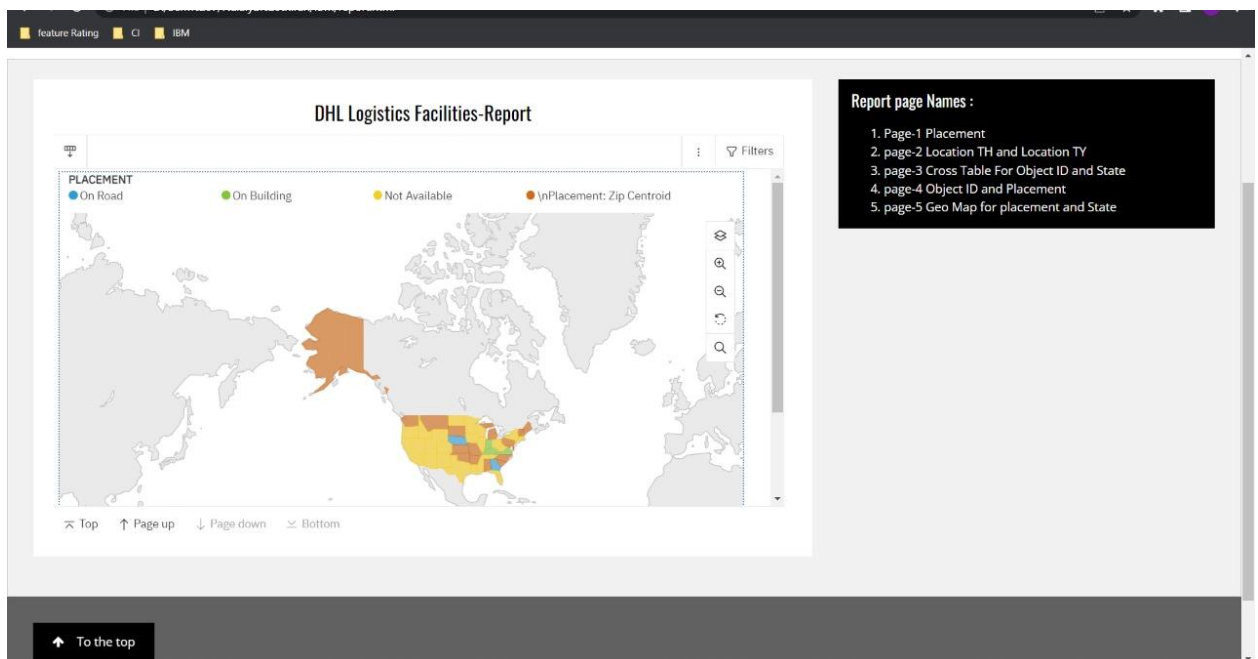 feature Rating CI IBM
DHL Logistics Facilities-Report
Filters
PLACEMENT
On Road On Building Not Available \nPlacement: Zip Centroid
Top Page up Page down Bottom
Report page Names :
1. Page-1 Placement
2. page-2 Location TH and Location TY
3. page-3 Cross Table For Object ID and State
4. page-4 Object ID and Placement
5. page-5 Geo Map for placement and State
To the top